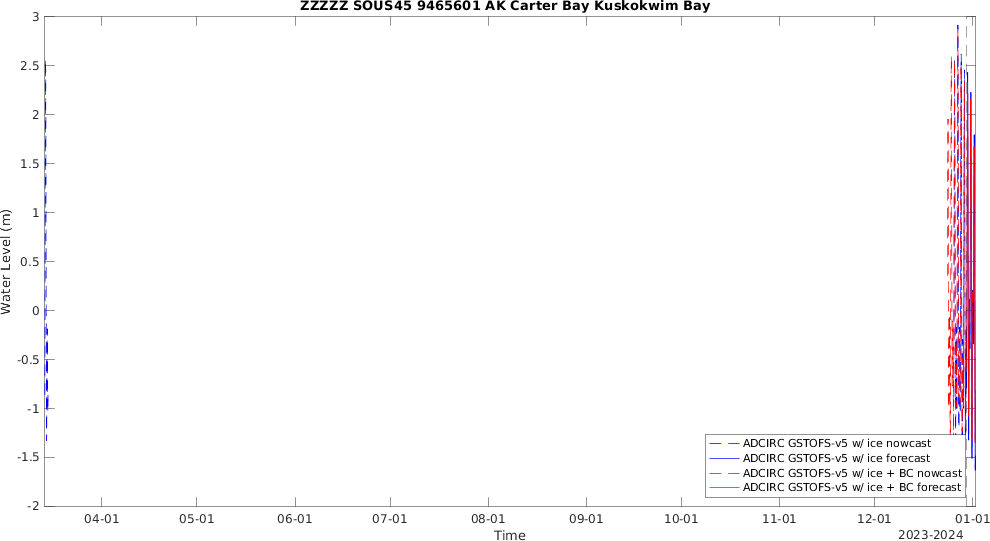 ZZZZZ SOUS45 9465601 AK Carter Bay Kuskokwim Bay
3
2.5
2
1.5
1
0.5
0
-0.5
-1
-1.5
-2
Water Level (m)
ADCIRC GSTOFS-v5 w/ ice nowcast
ADCIRC GSTOFS-v5 w/ ice forecast
ADCIRC GSTOFS-v5 w/ ice + BC nowcast
ADCIRC GSTOFS-v5 w/ ice + BC forecast
04-01 05-01 06-01 07-01 08-01 09-01 10-01 11-01 12-01 01-01
Time
2023-2024